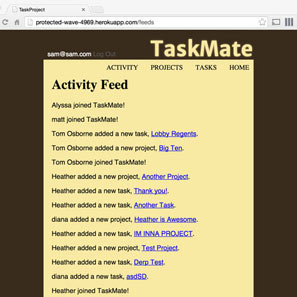 TaskProject
protected-wave-4969.herokuapp.com/feeds
TaskMate
sam@sam.com Log Out
ACTIVITY PROJECTS TASKS HOME
Activity Feed
Alyssa joined TaskMate!
matt joined TaskMate!
Tom Osborne added a new task, Lobby Regents.
Tom Osborne added a new project, Big Ten.
Tom Osborne joined TaskMate!
Heather added a new project, Another Project.
Heather added a new task, Thank you!.
Heather added a new task, Another Task.
diana added a new project, Heather is Awesome.
Heather added a new task, IM INNA PROJECT.
Heather added a new project, Test Project.
Heather added a new task, Derp Test.
diana added a new task, asdSD.
Heather joined TaskMate!